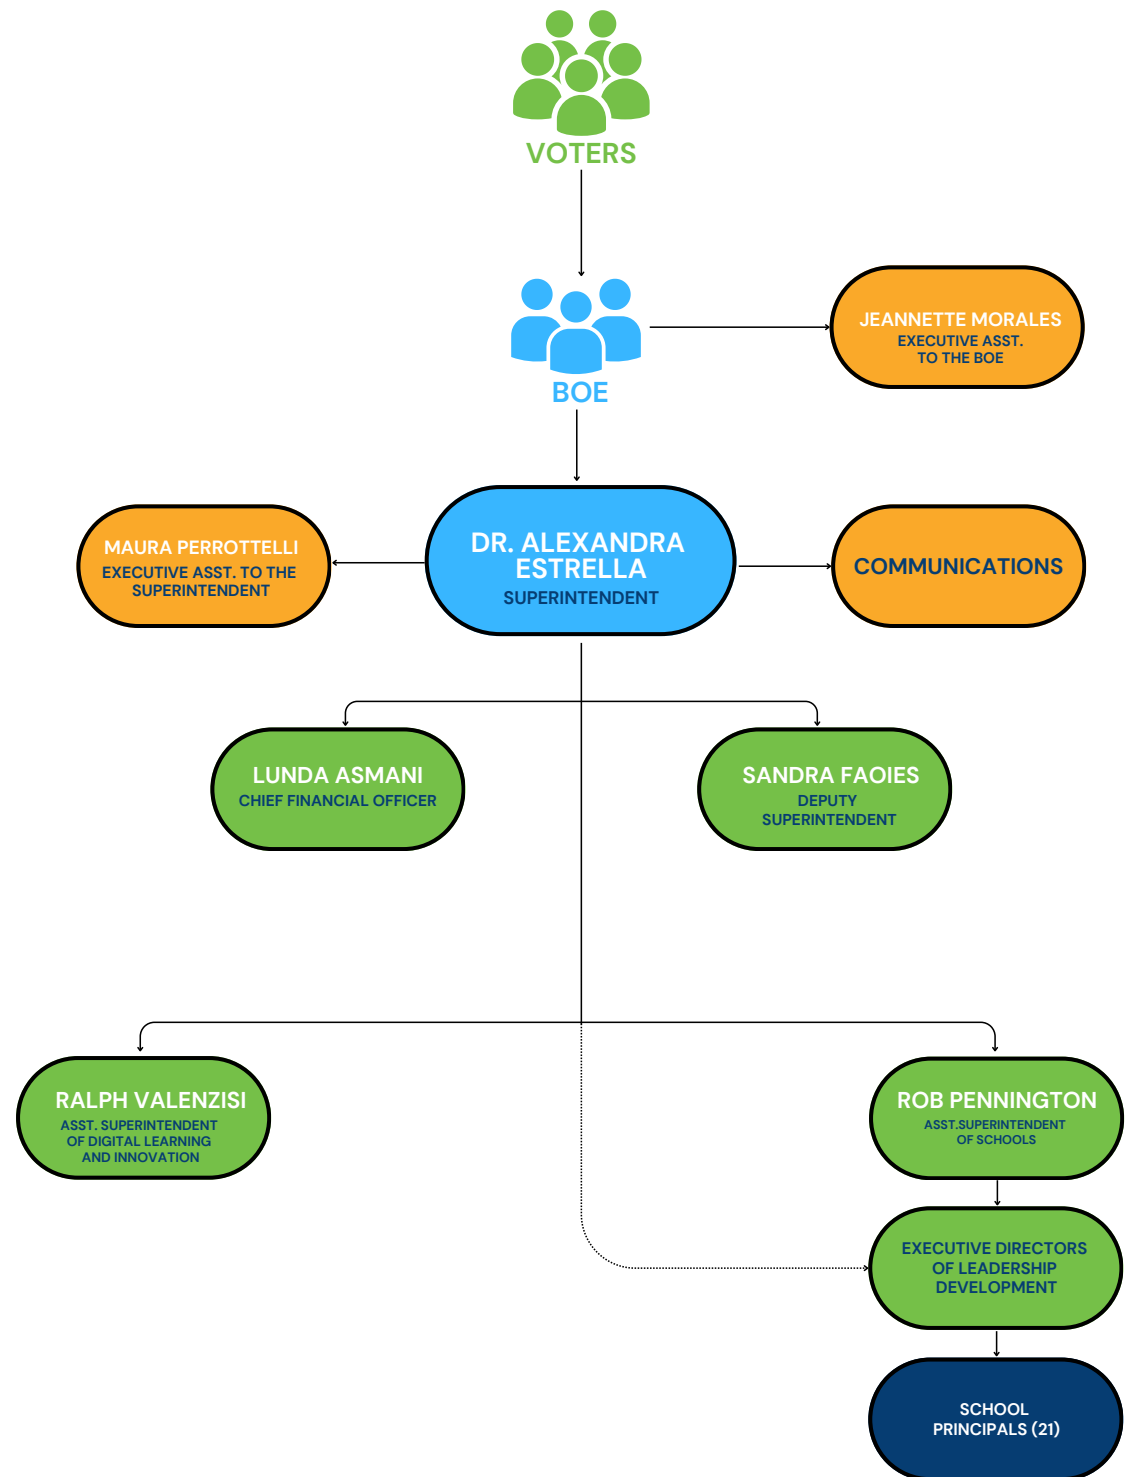 VOTERS
BOE
JEANNETTE MORALES
EXECUTIVE ASST.
TO THE BOE
MAURA PERROTTELLI
EXECUTIVE ASST. TO THE
SUPERINTENDENT
DR. ALEXANDRA
ESTRELLA
SUPERINTENDENT
COMMUNICATIONS
LUNDA ASMANI
CHIEF FINANCIAL OFFICER
SANDRA FAOIES
DEPUTY
SUPERINTENDENT
RALPH VALENZISI
ASST. SUPERINTENDENT
OF DIGITAL LEARNING
AND INNOVATION
ROB PENNINGTON
ASST.SUPERINTENDENT
OF SCHOOLS
EXECUTIVE DIRECTORS
OF LEADERSHIP
DEVELOPMENT
SCHOOL
PRINCIPALS (21)